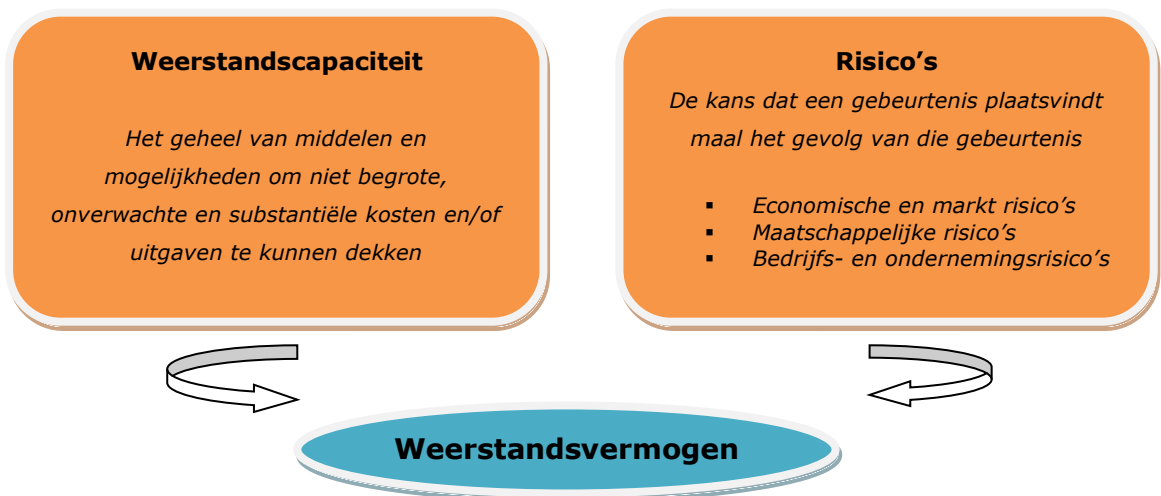 Weerstandscapaciteit
Het geheel van middelen en
mogelijkheden om niet begrote,
onverwachte en substantiële kosten en/of
uitgaven te kunnen dekken
Risico’s
De kans dat een gebeurtenis plaatsvindt
maal het gevolg van die gebeurtenis
▪ Economische en markt risico’s
▪ Maatschappelijke risico’s
▪ Bedrijfs- en ondernemingsrisico’s
Weerstandsvermogen